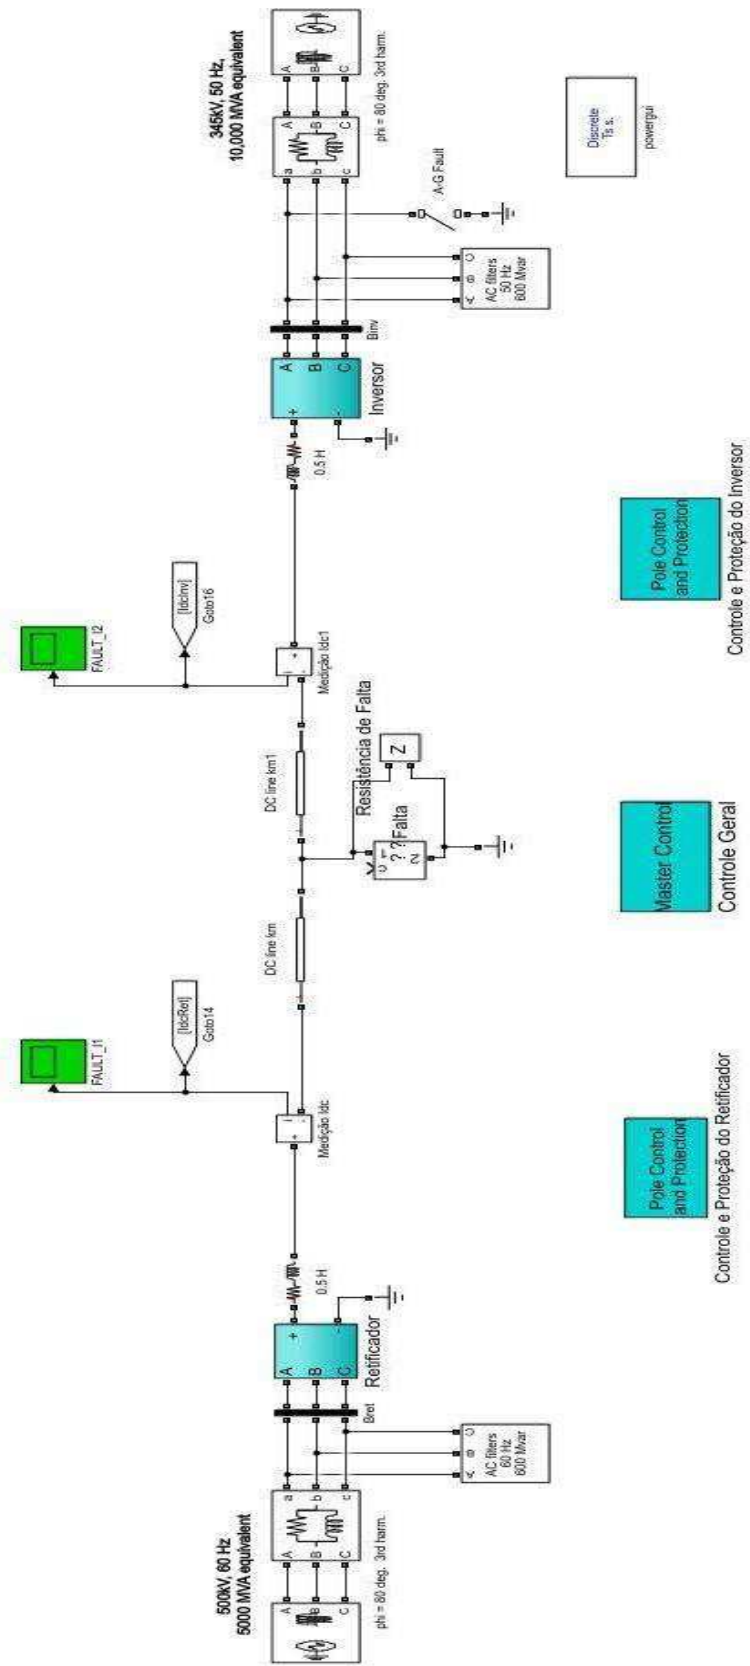 500kV, 60 Hz
5000 MVA equivalent
A
B
C
A
B
C
a
b
c
phi = 80 deg. 3rd harm.
AC filters
60 Hz
600 Mvar
A
B
C
Bret
A
B
C
+
-
Retificador
0.5 H
+
-
i
Medição Idc
FAULT_I1
[IdcRet]
Goto14
DC line km
DC line km1
Falta
? ?
Resistência de Falta
Z
+
-
i
Medição Idc1
FAULT_I2
[IdcInv]
Goto16
0.5 H
+
-
A
B
C
Inversor
Binv
AC filters
50 Hz
600 Mvar
A
B
C
A-G Fault
345kV, 50 Hz,
10,000 MVA equivalent
a
b
c
A
B
C
A
B
C
phi = 80 deg. 3rd harm.
Pole Control
and Protection
Controle e Proteção do Retificador
Master Control
Controle Geral
Pole Control
and Protection
Controle e Proteção do Inversor
Discrete
Ts s.
powergui